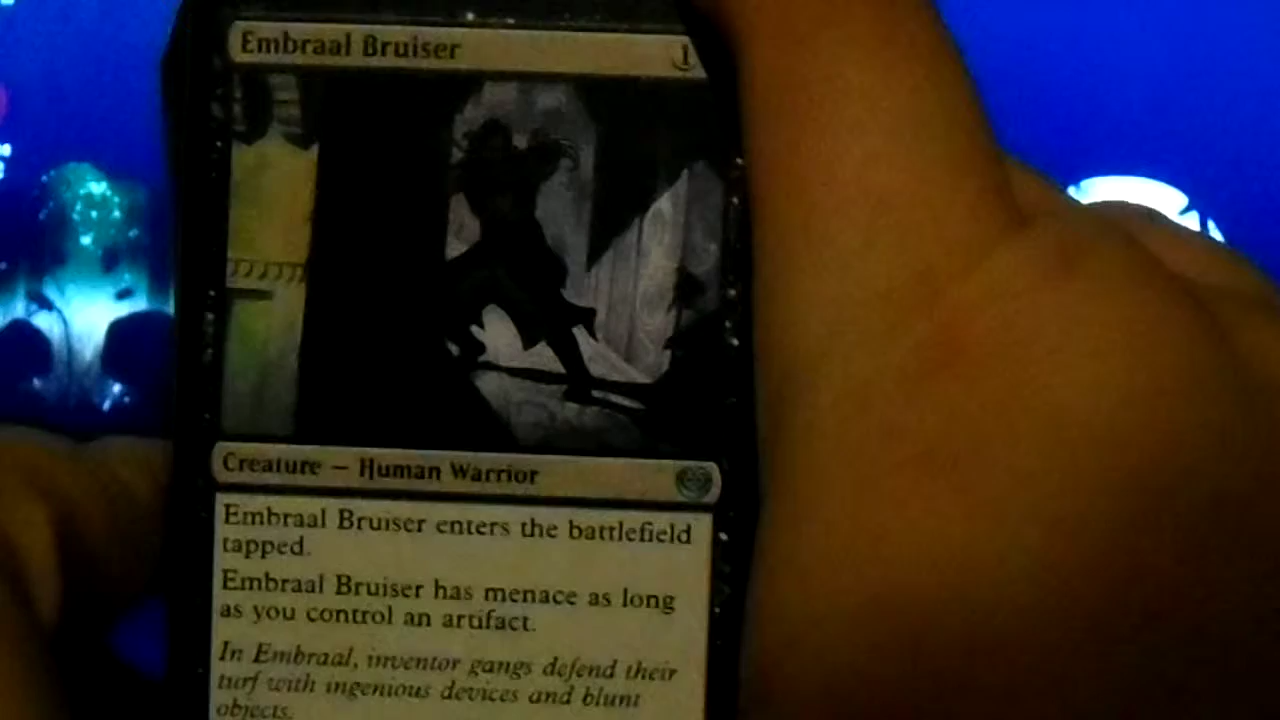 Embraal Bruiser 1
Creature — Human Warrior
Embraal Bruiser enters the battlefield
tapped.
Embraal Bruiser has menace as long
as you control an artifact.
In Embraal, inventor gangs defend their
turf with ingenious devices and blunt
objects.